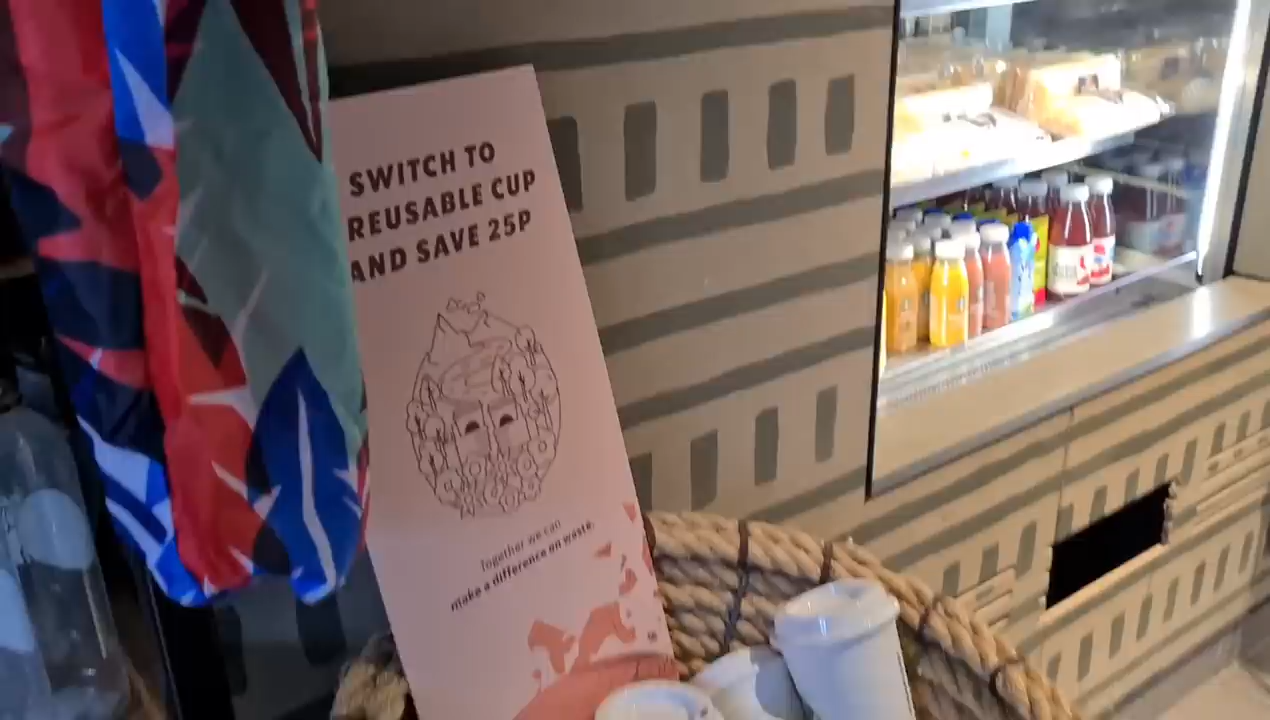 SWITCH TO
REUSABLE CUP
AND SAVE 25P
Together we can
make a difference on waste.